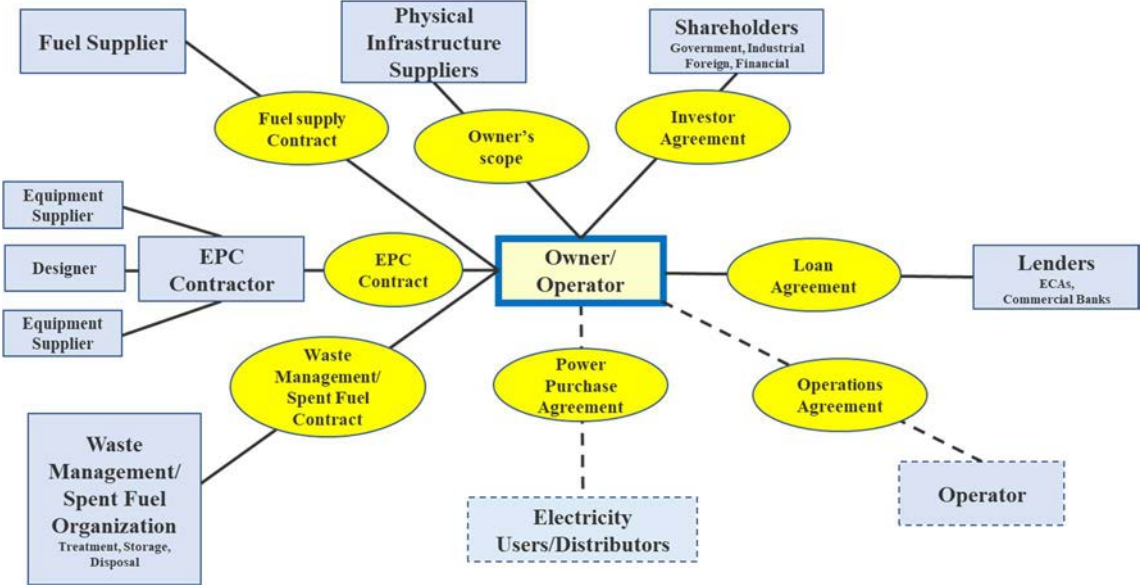 Fuel Supplier
Physical
Infrastructure
Suppliers
Shareholders
Government, Industrial
Foreign, Financial
Fuel supply
Contract
Owner's
scope
Investor
Agreement
Equipment
Supplier
Designer
Equipment
Supplier
EPC
Contractor
EPC
Contract
Owner/
Operator
Loan
Agreement
Lenders
ECAs,
Commercial Banks
Waste
Management/
Spent Fuel
Contract
Power
Purchase
Agreement
Operations
Agreement
Waste
Management/
Spent Fuel
Organization
Treatment, Storage,
Disposal
Electricity
Users/Distributors
Operator